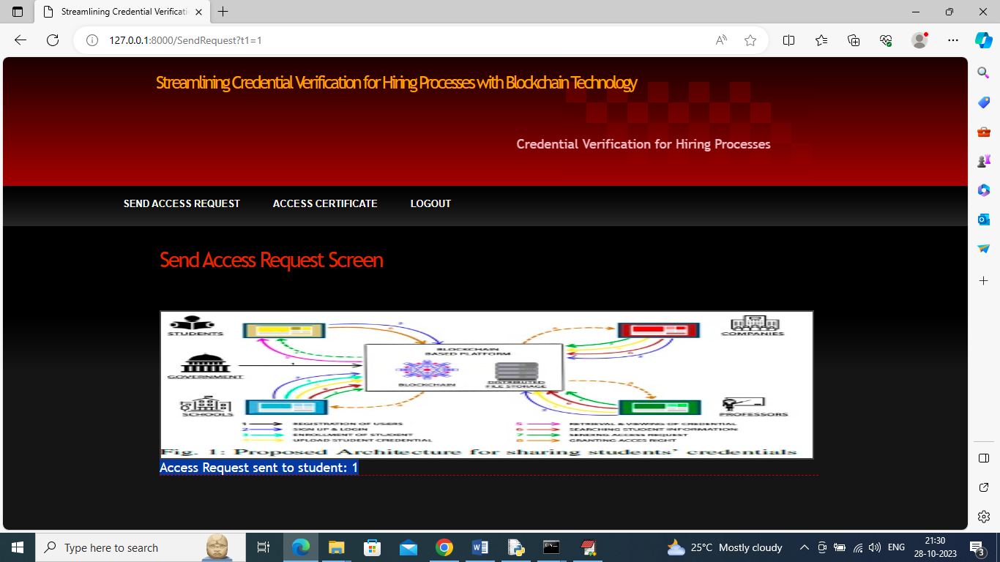 Streamlining Credential Verificati
127.0.0.1:8000/SendRequest?t1=1
Streamlining Credential Verification for Hiring Processes with Blockchain Technology
Credential Verification for Hiring Processes
SEND ACCESS REQUEST ACCESS CERTIFICATE LOGOUT
Send Access Request Screen
STUDENTS
COMPANIES
BLOCKCHAIN
BASED PLATFORM
GOVERNMENT
BLOCKCHAIN
DISTRIBUTED
FILE STORAGE
SCHOOLS
PROFESSORS
1 REGISTRATION OF USERS
2 SIGN UP & LOGIN
3 ENROLLMENT OF STUDENT
UPLOAD STUDENT CREDENTIAL
5 RETRIEVAL & VIEWING OF CREDENTIAL
6 SEARCHING STUDENT INFORMATION
7 SENDING ACCESS REQUEST
8 GRANTING ACCES RIGHT
Fig. 1: Proposed Architecture for sharing students' credentials
Access Request sent to student: 1
Type here to search
25°C Mostly cloudy
ENG
21:30
28-10-2023
3